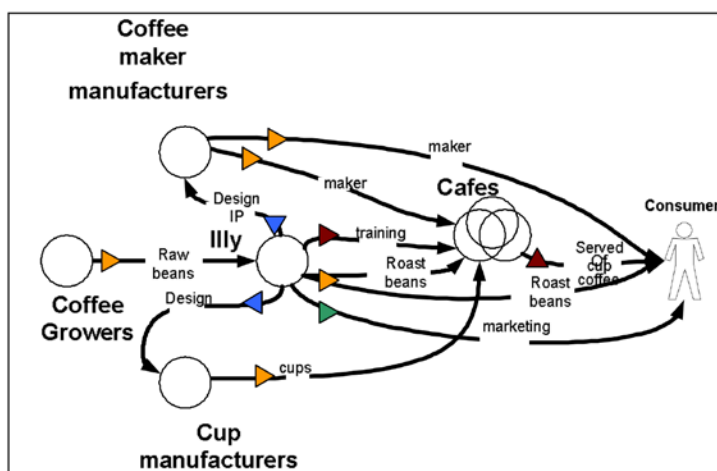 Coffee
maker
manufacturers
maker
maker
Cafes
Consumer
Design
IP
Illy
training
Served
Of
cup
coffee
Raw
beans
Roast
beans
Roast
beans
Coffee
Growers
Design
marketing
cups
Cup
manufacturers